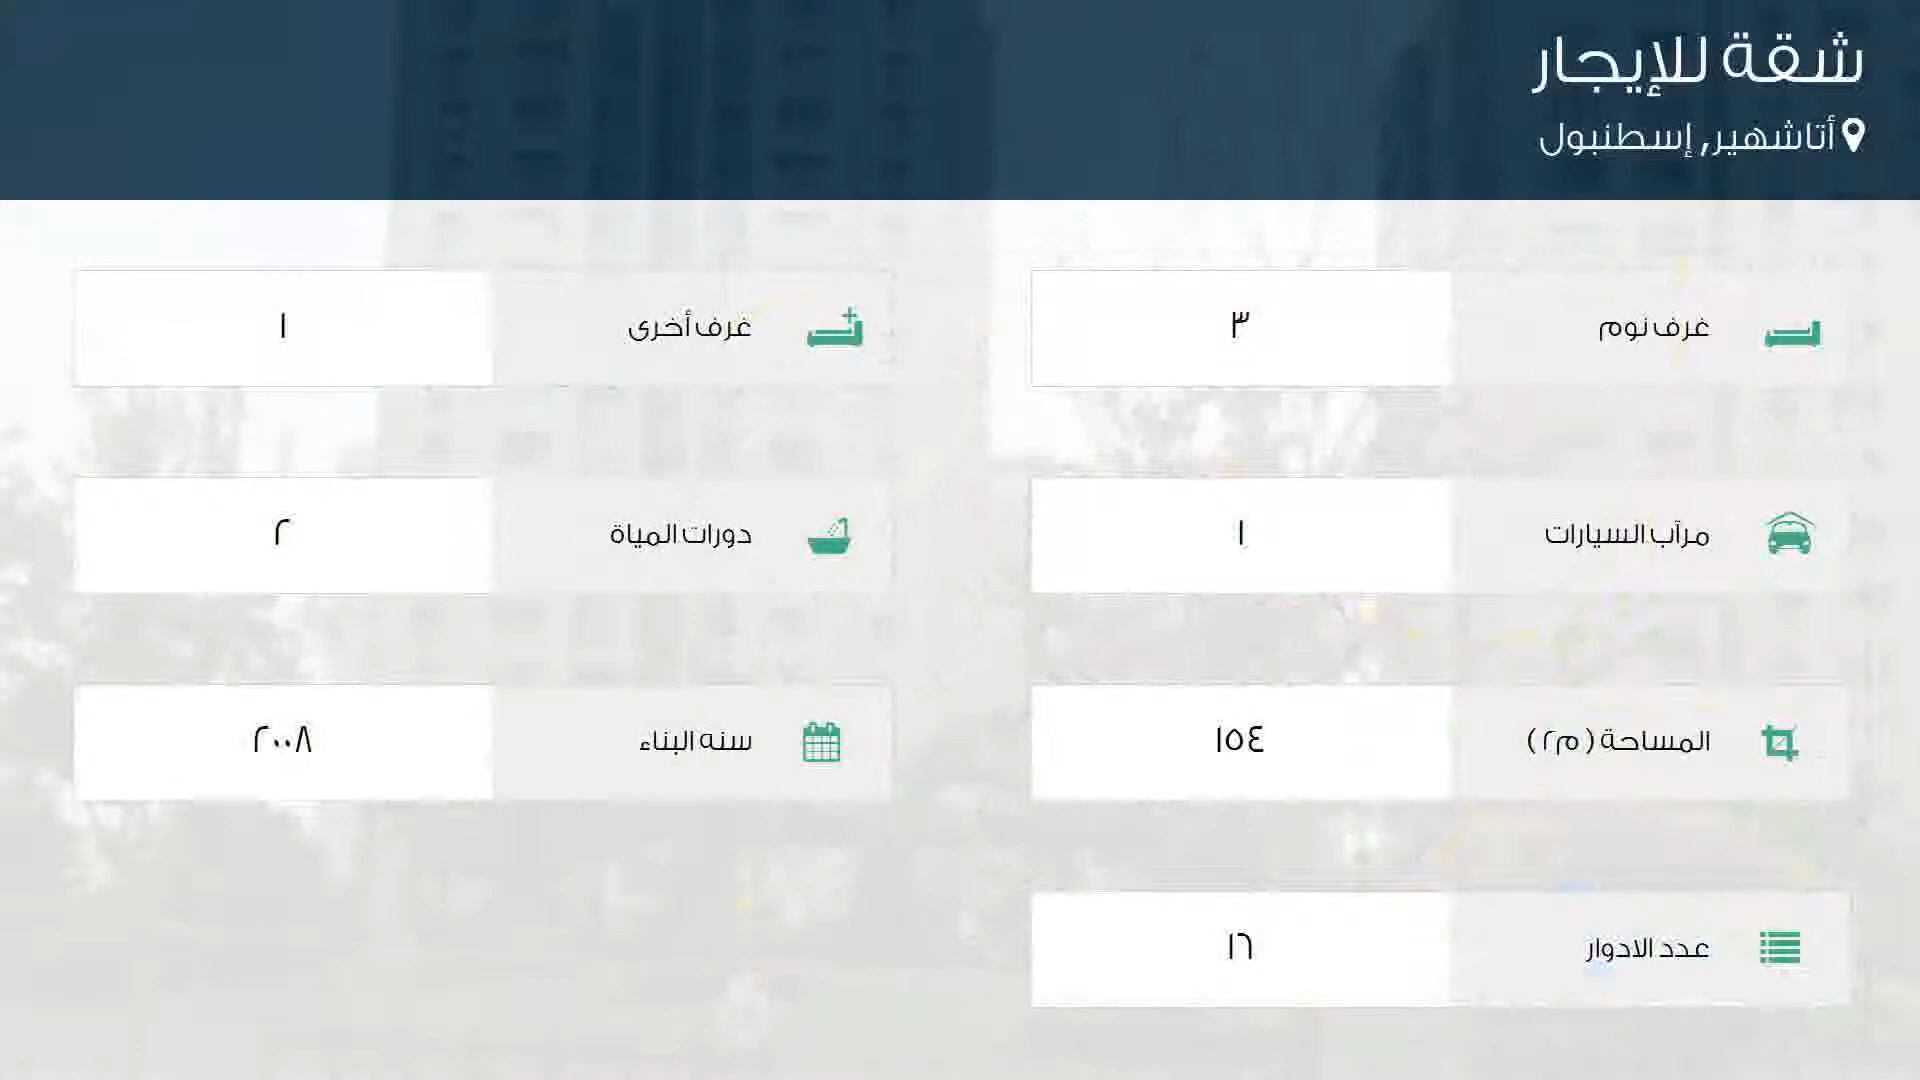 شقة للإيجار
أتاشهير, إسطنبول
غرف نوم ٣
غرف أخرى ١
مرآب السيارات ١
دورات المياة ٢
المساحة (م٢) ١٥٤
سنه البناء ٢٠٠٨
عدد الادوار ١٦